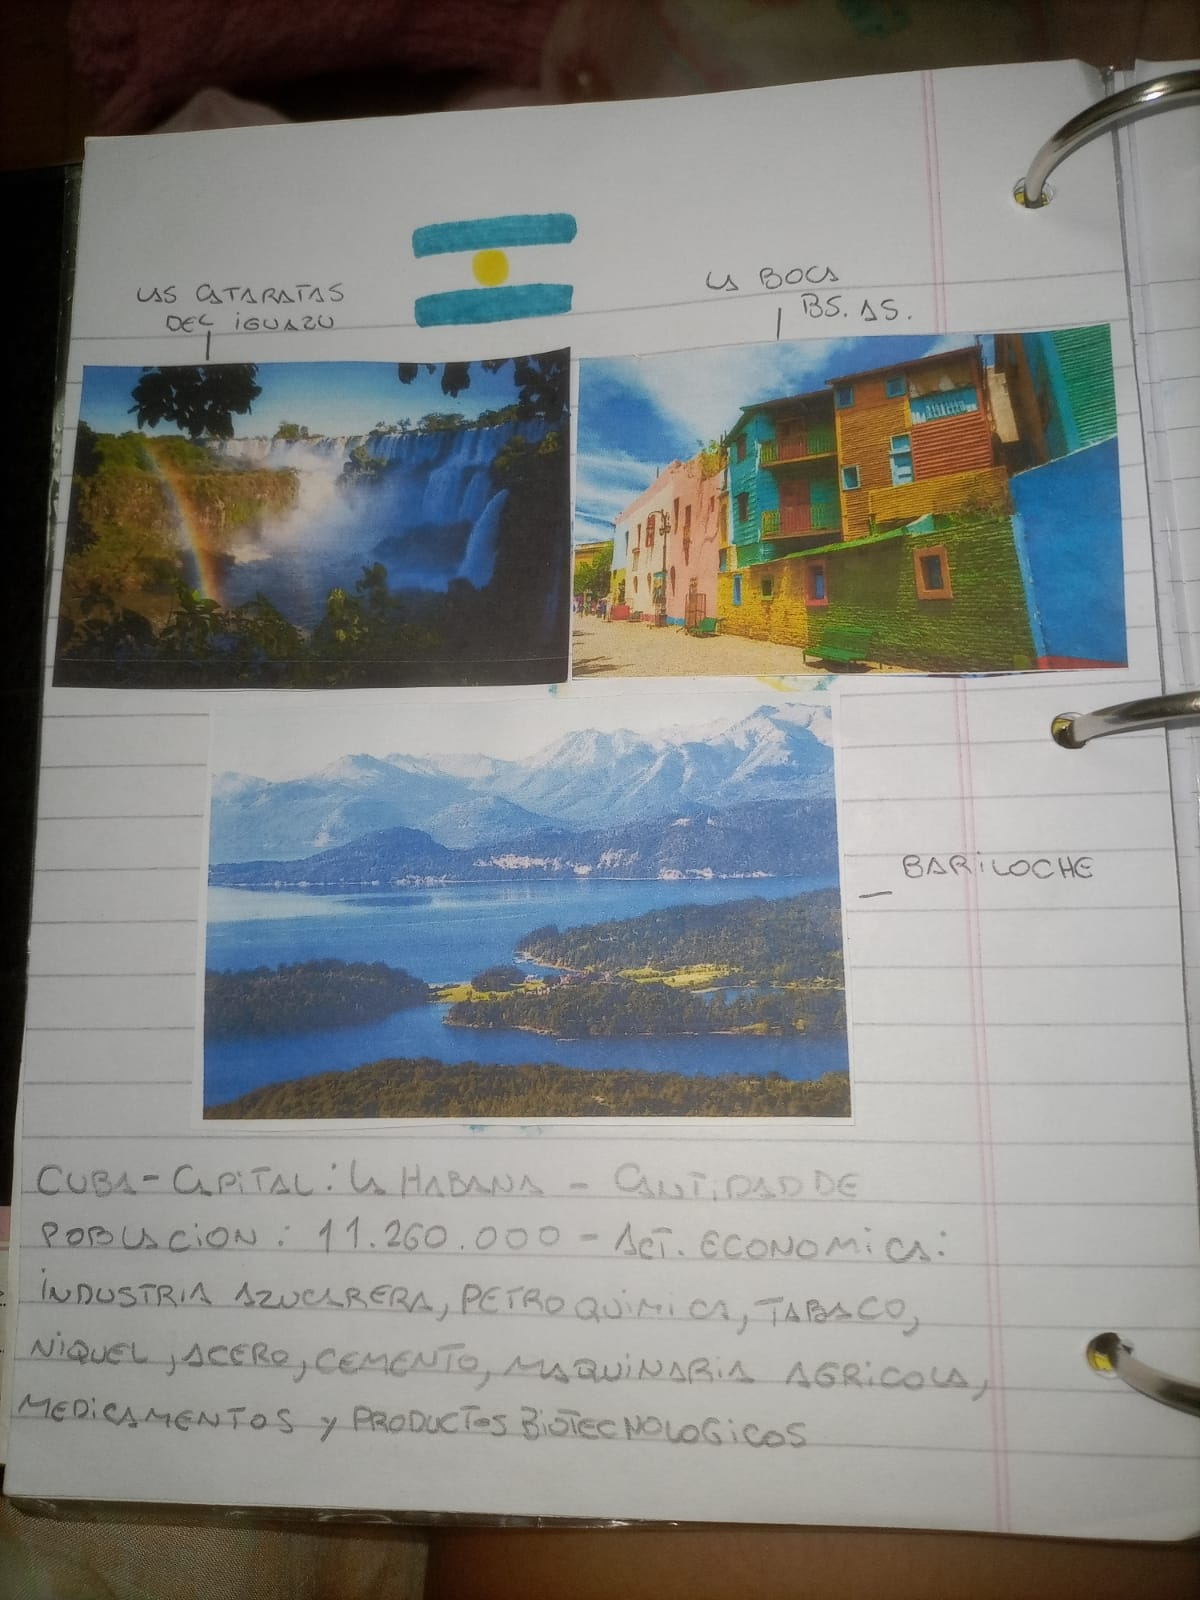 LAS CATARATAS
DEL iGUAZU
LA BOCA
BS. AS.
BARiLOCHE
CUBA - CAPiTAL: LA HABANA - CANTiDAD DE
POBLACiON: 11.260.000 - ACT. ECONOMiCA:
iNDUSTRiA AZUCARERA, PETROQUiMiCA, TABACO,
NiQUEL, ACERO, CEMENTO, MAQUiNARiA AGRiCOLA,
MEDiCAMENTOS y PRODUCTOS BiOTECNOLOGiCOS